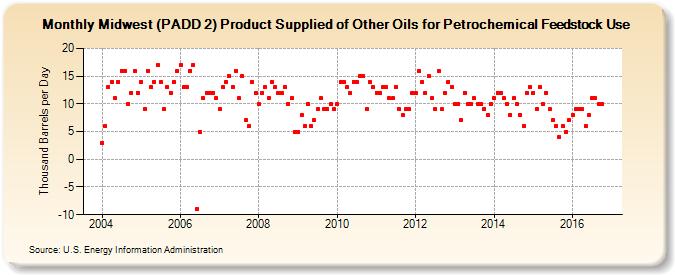 Monthly Midwest (PADD 2) Product Supplied of Other Oils for Petrochemical Feedstock Use
Thousand Barrels per Day
20
15
10
5
0
-5
-10
2004 2006 2008 2010 2012 2014 2016
Source: U.S. Energy Information Administration